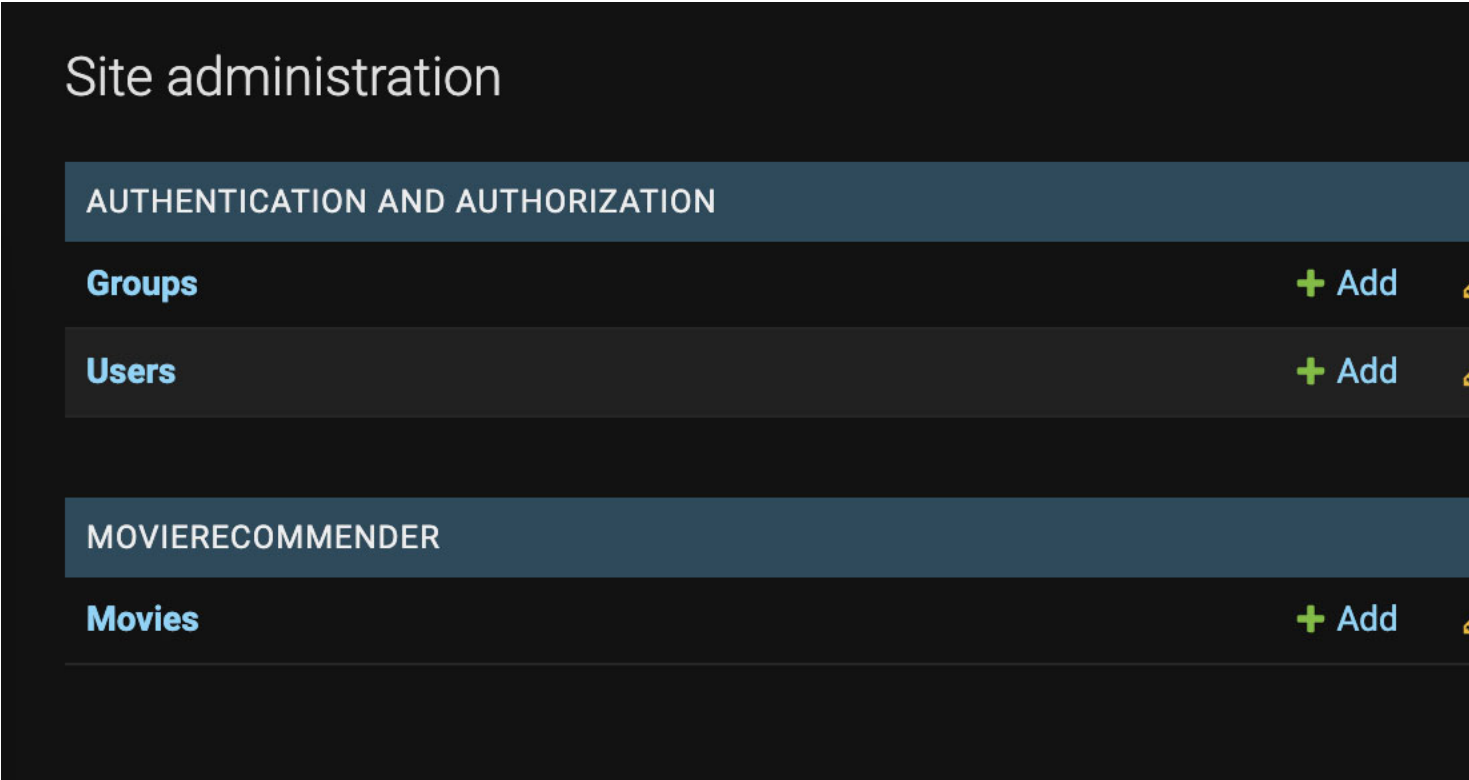 Site administration
AUTHENTICATION AND AUTHORIZATION
Groups + Add
Users + Add
MOVIERECOMMENDER
Movies + Add